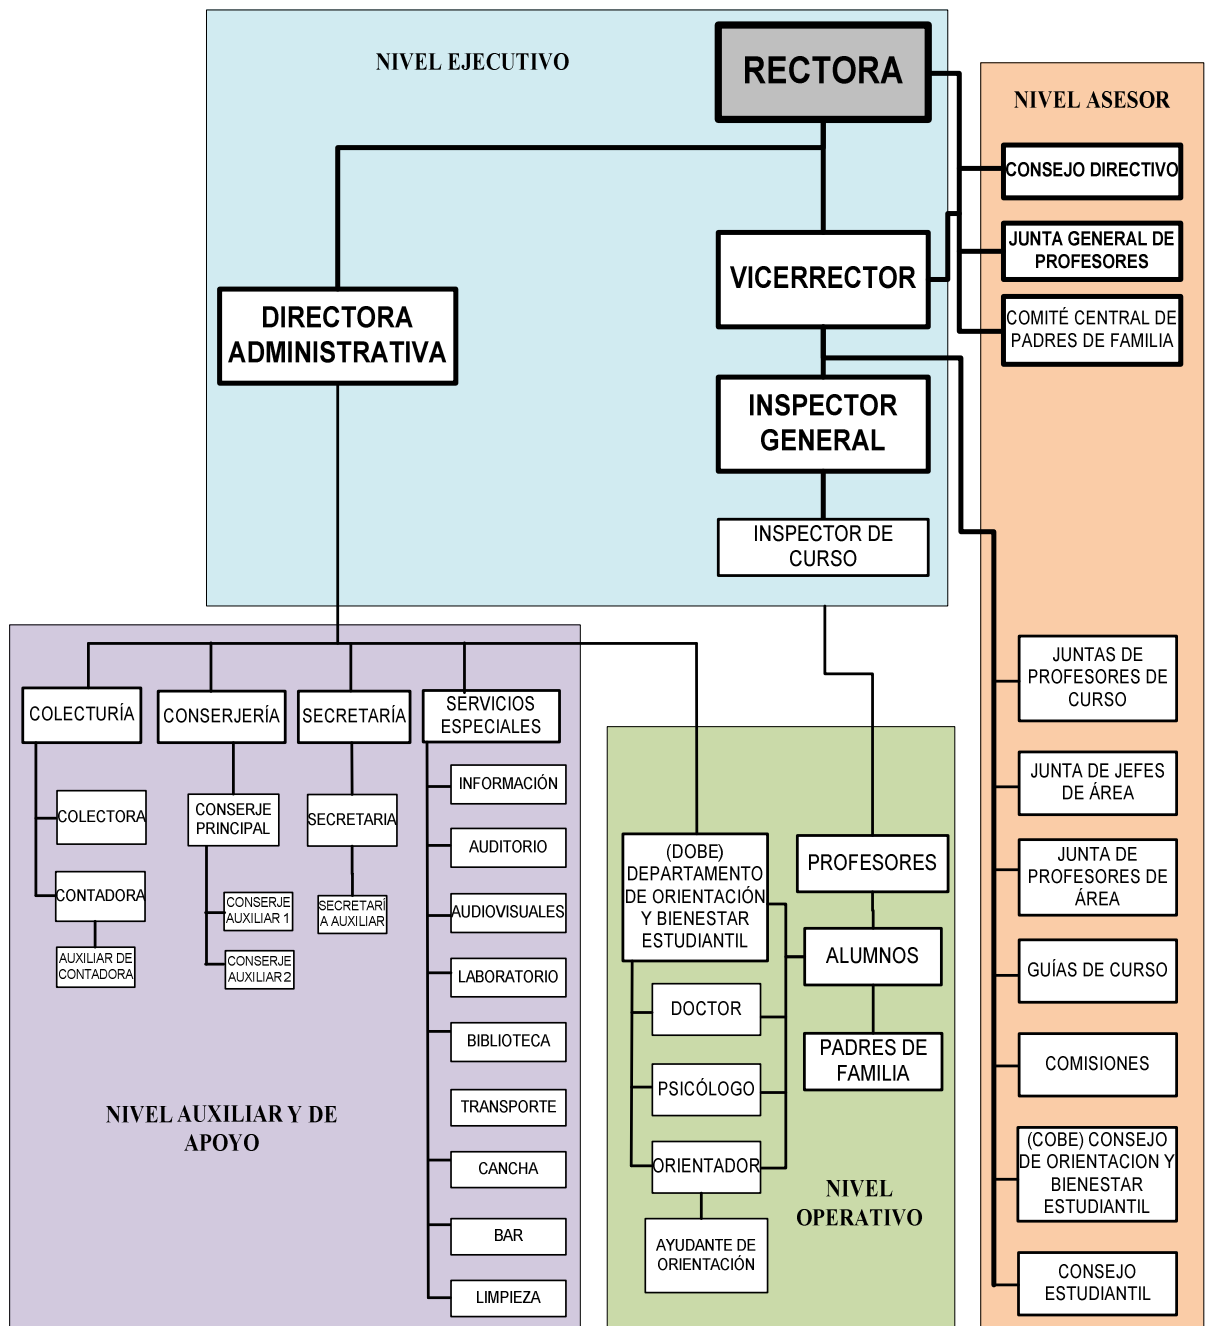 NIVEL EJECUTIVO
RECTORA
NIVEL ASESOR
CONSEJO DIRECTIVO
JUNTA GENERAL DE
PROFESORES
COMITÉ CENTRAL DE
PADRES DE FAMILIA
VICERRECTOR
DIRECTORA
ADMINISTRATIVA
INSPECTOR
GENERAL
INSPECTOR DE
CURSO
COLECTURÍA
CONSERJERÍA
SECRETARÍA
SERVICIOS
ESPECIALES
COLECTORA
CONTADORA
AUXILIAR DE
CONTADORA
CONSERJE
PRINCIPAL
CONSERJE
AUXILIAR 1
CONSERJE
AUXILIAR 2
SECRETARIA
SECRETARÍ
A AUXILIAR
INFORMACIÓN
AUDITORIO
AUDIOVISUALES
LABORATORIO
BIBLIOTECA
TRANSPORTE
CANCHA
BAR
LIMPIEZA
NIVEL AUXILIAR Y DE
APOYO
(DOBE)
DEPARTAMENTO
DE ORIENTACIÓN
Y BIENESTAR
ESTUDIANTIL
DOCTOR
PSICÓLOGO
ORIENTADOR
AYUDANTE DE
ORIENTACIÓN
PROFESORES
ALUMNOS
PADRES DE
FAMILIA
NIVEL
OPERATIVO
JUNTAS DE
PROFESORES DE
CURSO
JUNTA DE JEFES
DE ÁREA
JUNTA DE
PROFESORES DE
ÁREA
GUÍAS DE CURSO
COMISIONES
(COBE) CONSEJO
DE ORIENTACION Y
BIENESTAR
ESTUDIANTIL
CONSEJO
ESTUDIANTIL